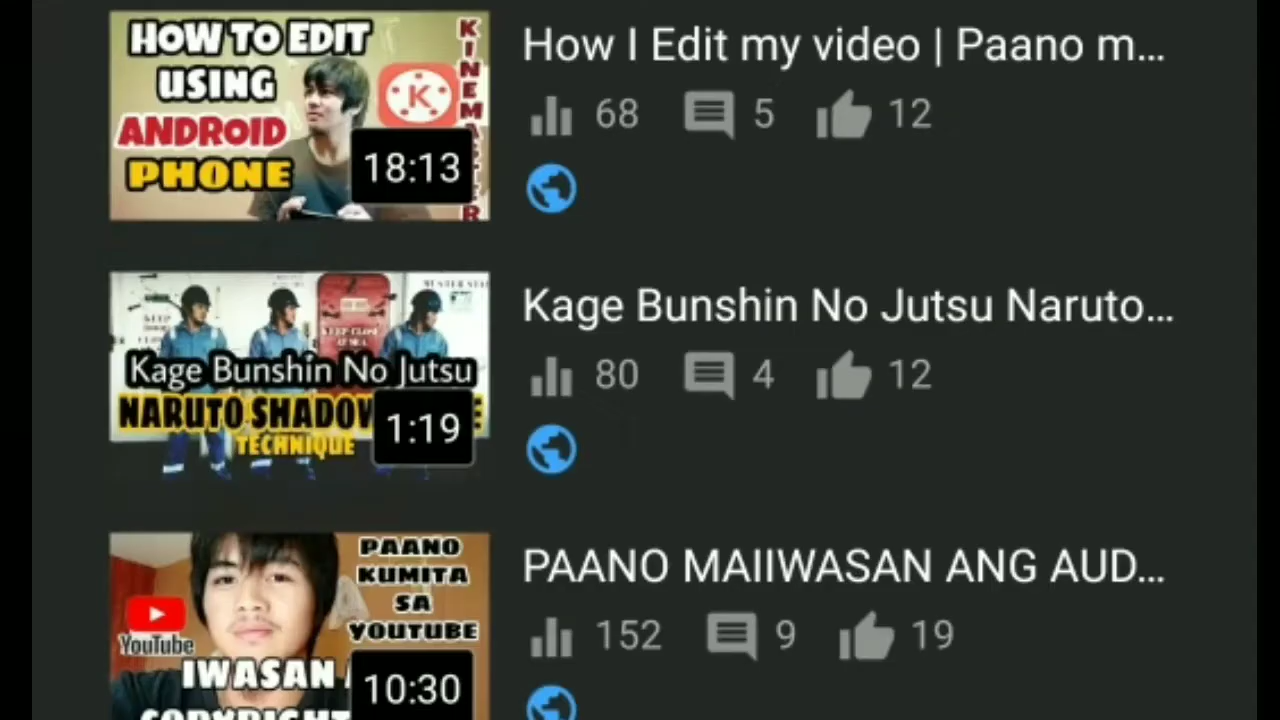 HOW TO EDIT
USING
ANDROID
PHONE
K
18:13
How I Edit my video | Paano m...
68 5 12
Kage Bunshin No Jutsu
NARUTO SHADOW
TECHNIQUE
1:19
Kage Bunshin No Jutsu Naruto...
80 4 12
PAANO
KUMITA
SA
YOUTUBE
YouTube
IWASAN
COPYRIGHT
10:30
PAANO MAIIWASAN ANG AUD...
152 9 19